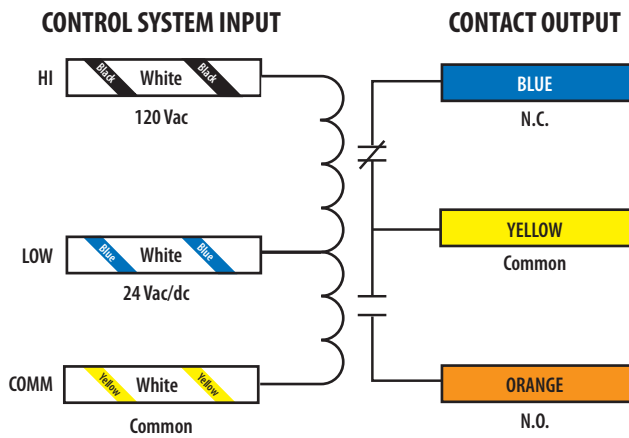 CONTROL SYSTEM INPUT
CONTACT OUTPUT
HI
Black White Black
120 Vac
BLUE
N.C.
LOW
Blue White Blue
24 Vac/dc
YELLOW
Common
COMM
Yellow White Yellow
Common
ORANGE
N.O.